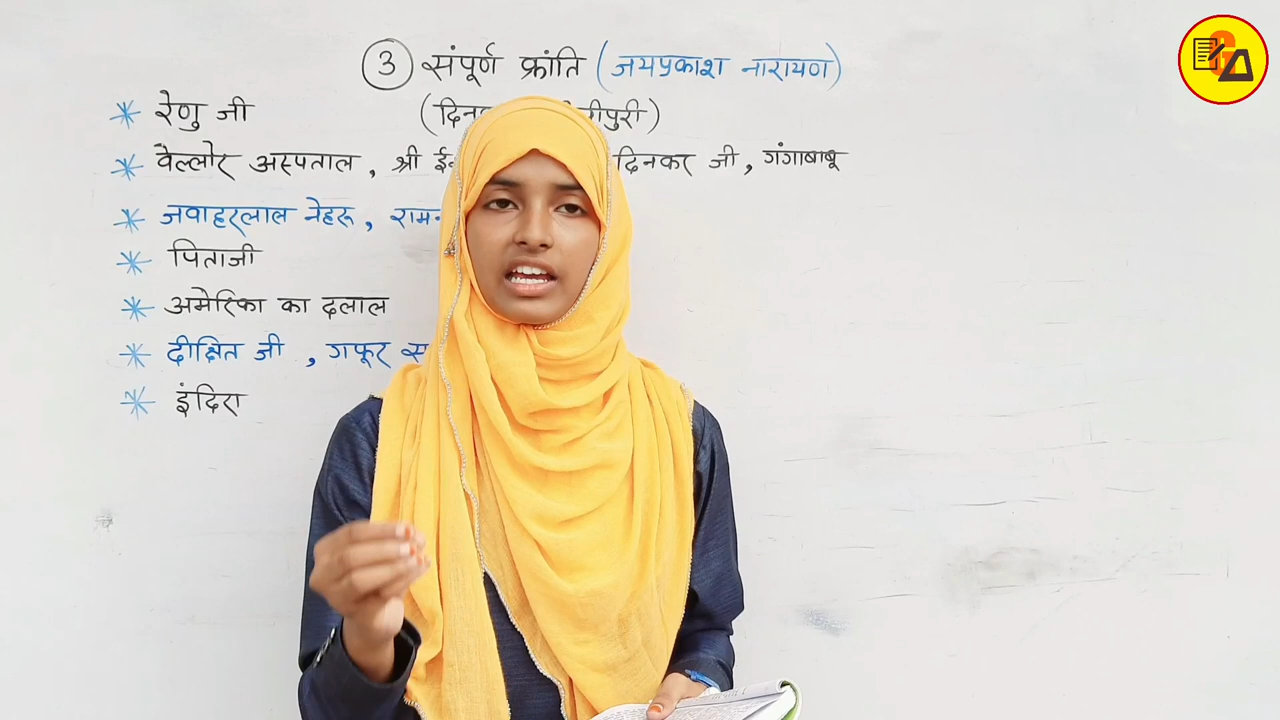 3 संपूर्ण क्रांति (जयप्रकाश नारायण)
* रेणु जी
* वैल्लोर अस्पताल, श्री दिनकर जी, गंगाबाबू
* जवाहरलाल नेहरू,
* पिताजी
* अमेरिका का दलाल
* दीक्षित जी, गफूर
* इंदिरा